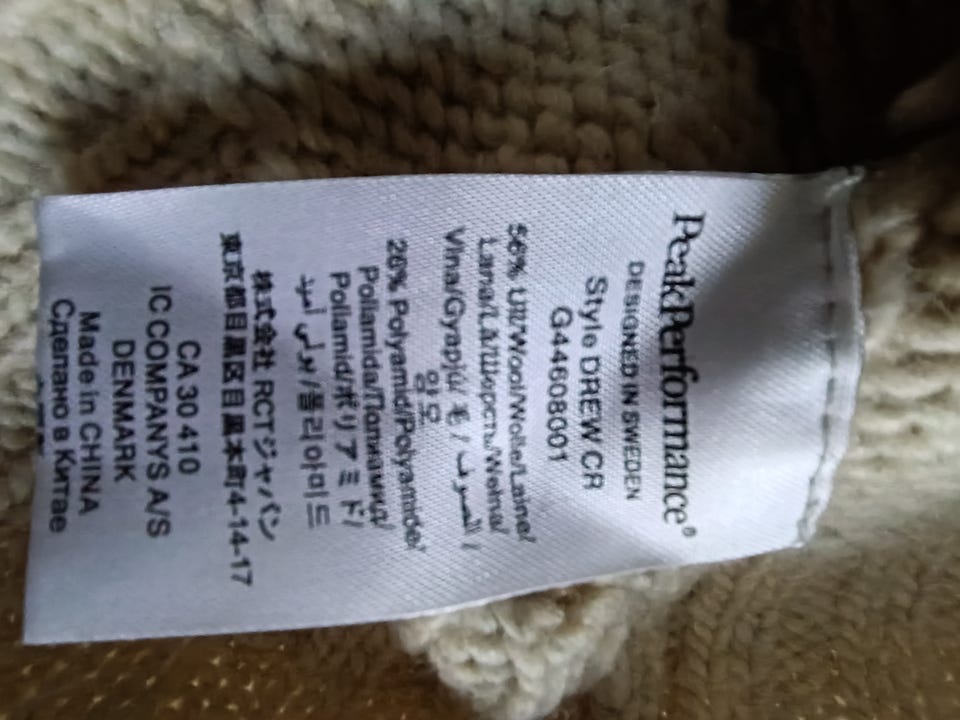 PeakPerformance®
DESIGNED IN SWEDEN
Style DREW CR
G44608001
56% Ull/Wool/Wolle/Laine/
Lana/LÃ/Шерсть/Wełna/
Vlna/Gyapjú/ 毛 / الصوف /
양모
20% Polyamid/Polyamide/
Poliamida/Полиамид/
Poliamid/ポリアミド/
폴리아미드/بولي أميد
株式会社 RCTジャパン
東京都目黒区目黒本町4-14-17
CA 30 410
IC COMPANYS A/S
DENMARK
Made in CHINA
Сделано в Китае